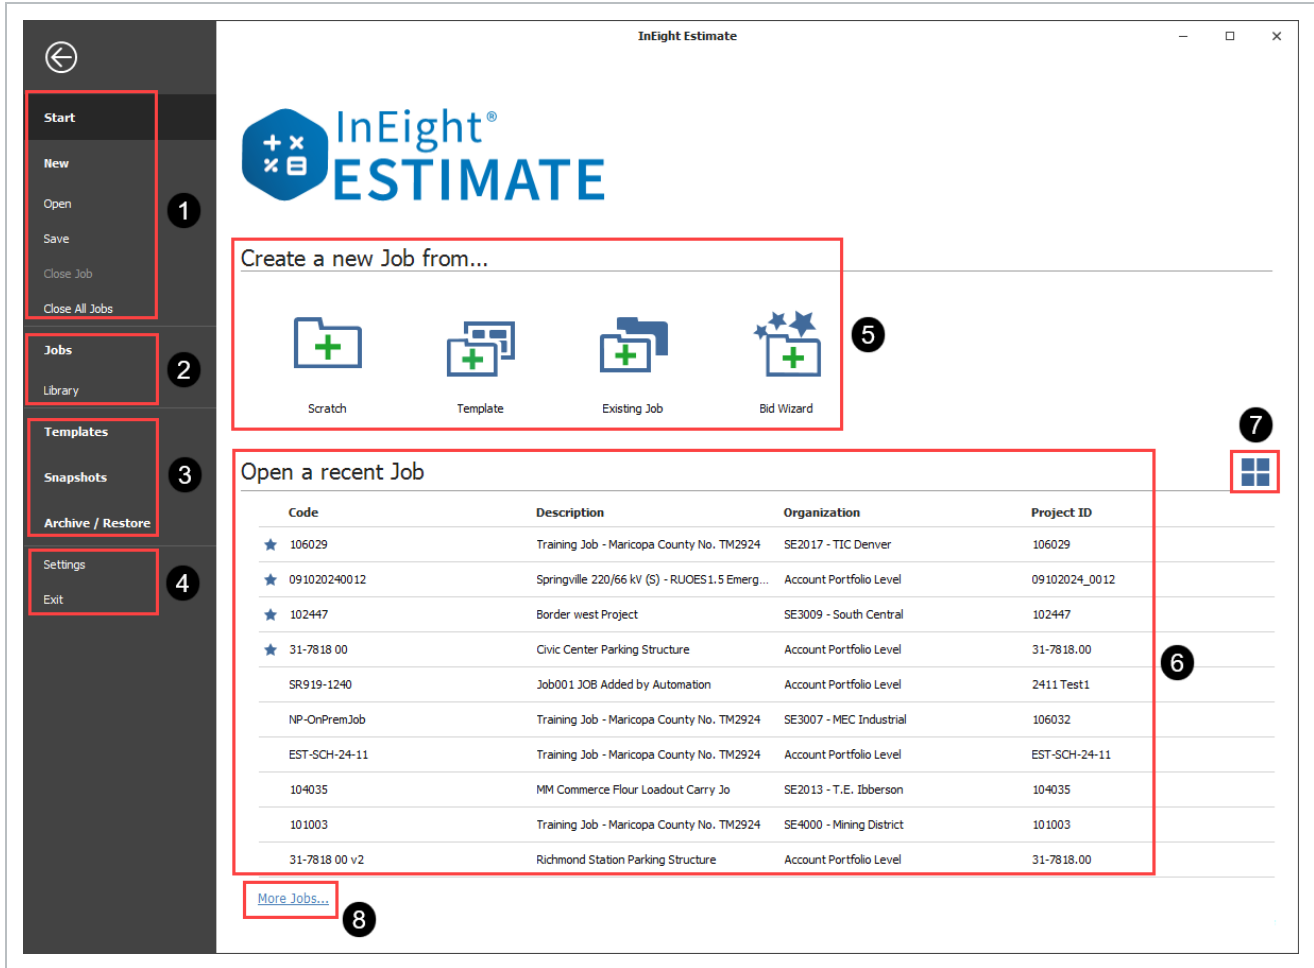 InEight Estimate
Start
New
Open
Save
Close Job
Close All Jobs
1
Jobs
Library
2
Templates
Snapshots
Archive / Restore
3
Settings
Exit
4
InEight®
ESTIMATE
Create a new Job from...
Scratch Template Existing Job Bid Wizard
5
7
Open a recent Job
Code Description Organization Project ID
106029 Training Job - Maricopa County No. TM2924 SE2017 - TIC Denver 106029
091020240012 Springville 220/66 kV (S) - RUOES1.5 Emerg... Account Portfolio Level 09102024_0012
102447 Border west Project SE3009 - South Central 102447
31-7818 00 Civic Center Parking Structure Account Portfolio Level 31-7818.00
SR919-1240 Job001 JOB Added by Automation Account Portfolio Level 2411 Test1
NP-OnPremJob Training Job - Maricopa County No. TM2924 SE3007 - MEC Industrial 106032
EST-SCH-24-11 Training Job - Maricopa County No. TM2924 Account Portfolio Level EST-SCH-24-11
104035 MM Commerce Flour Loadout Carry Jo SE2013 - T.E. Ibberson 104035
101003 Training Job - Maricopa County No. TM2924 SE4000 - Mining District 101003
31-7818 00 v2 Richmond Station Parking Structure Account Portfolio Level 31-7818.00
6
More Jobs...
8